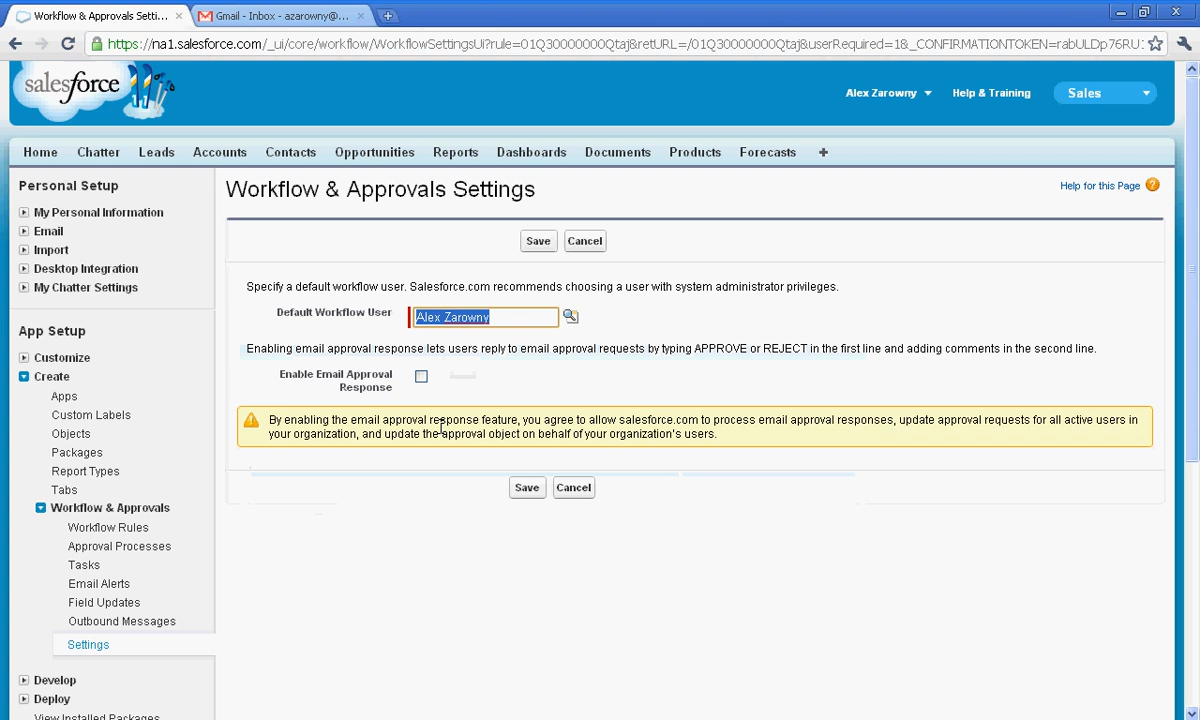 Workflow & Approvals Setti...
Gmail - Inbox - azarowny@...
https://na1.salesforce.com/_ui/core/workflow/WorkflowSettingsUi?rule=01Q30000000Qtaj&retURL=/01Q30000000Qtaj&userRequired=1&_CONFIRMATIONTOKEN=rabULDp76RU1
salesforce
Alex Zarowny
Help & Training
Sales
Home Chatter Leads Accounts Contacts Opportunities Reports Dashboards Documents Products Forecasts +
Personal Setup
My Personal Information
Email
Import
Desktop Integration
My Chatter Settings
App Setup
Customize
Create
Apps
Custom Labels
Objects
Packages
Report Types
Tabs
Workflow & Approvals
Workflow Rules
Approval Processes
Tasks
Email Alerts
Field Updates
Outbound Messages
Settings
Develop
Deploy
View Installed Packages
Workflow & Approvals Settings
Help for this Page ?
Save Cancel
Specify a default workflow user. Salesforce.com recommends choosing a user with system administrator privileges.
Default Workflow User Alex Zarowny
Enabling email approval response lets users reply to email approval requests by typing APPROVE or REJECT in the first line and adding comments in the second line.
Enable Email Approval
Response
By enabling the email approval response feature, you agree to allow salesforce.com to process email approval responses, update approval requests for all active users in
your organization, and update the approval object on behalf of your organization's users.
Save Cancel